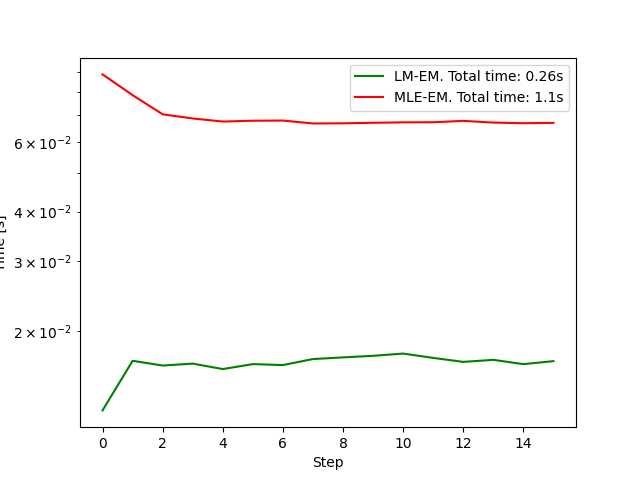 LM-EM. Total time: 0.26s
MLE-EM. Total time: 1.1s
6 × 10⁻²
4 × 10⁻²
3 × 10⁻²
2 × 10⁻²
[s]
0 2 4 6 8 10 12 14
Step